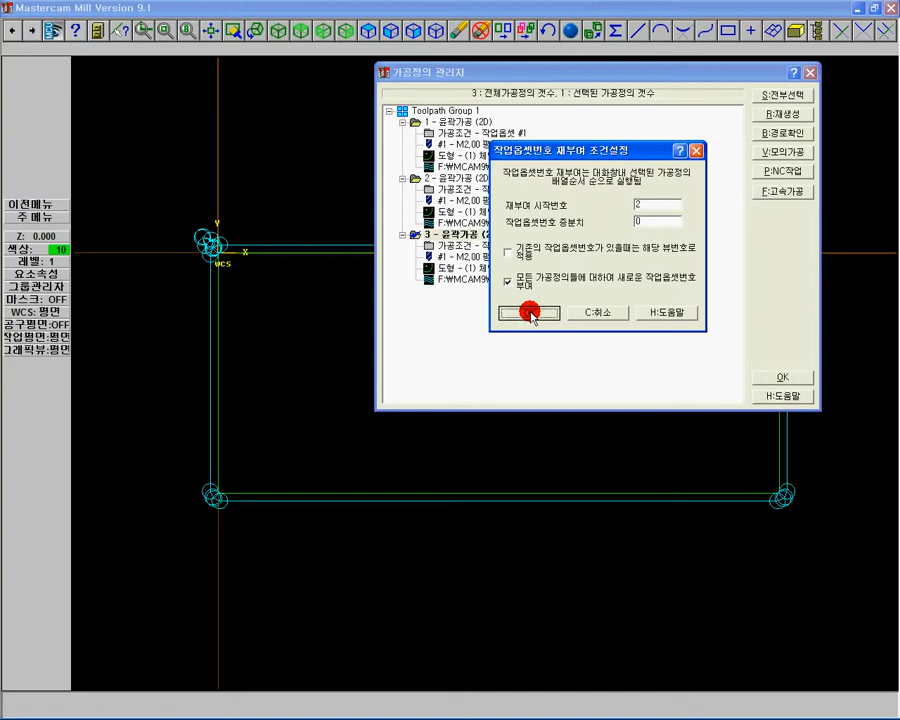 Mastercam Mill Version 9.1
이전메뉴
주 메뉴
Z: 0.000
색상: 10
레벨: 1
요소속성
그룹관리자
마스크: OFF
WCS: 평면
공구평면:OFF
작업평면:뷰-
그래픽뷰:뷰-
Y
X
WCS
가공정의 관리자
3 : 전체가공정의 갯수, 1 : 선택된 가공정의 갯수
Toolpath Group 1
1 - 윤곽가공 (2D)
가공조건 - 작업옵셋 #1
#1 - M2.00 평
도형 - (1) 체
F:₩MCAM9₩
2 - 윤곽가공 (2D
가공조건 - 작
#1 - M2.00 평
도형 - (1) 체
F:₩MCAM9₩
3 - 윤곽가공 (2
가공조건 - 작
#1 - M2.00 평
도형 - (1) 체
F:₩MCAM9₩
S:전부선택
R:재생성
B:경로확인
V:모의가공
P:NC작업
F:고속가공
OK
H:도움말
작업옵셋번호 재부여 조건설정
작업옵셋번호 재부여는 대화창내 선택된 가공정의
배열순서 순으로 실행됨
재부여 시작번호 2
작업옵셋번호 증분치 0
기존의 작업옵셋번호가 있을때는 해당 뷰번호로
적용
모든 가공정의들에 대하여 새로운 작업옵셋번호
부여
C:취소
H:도움말